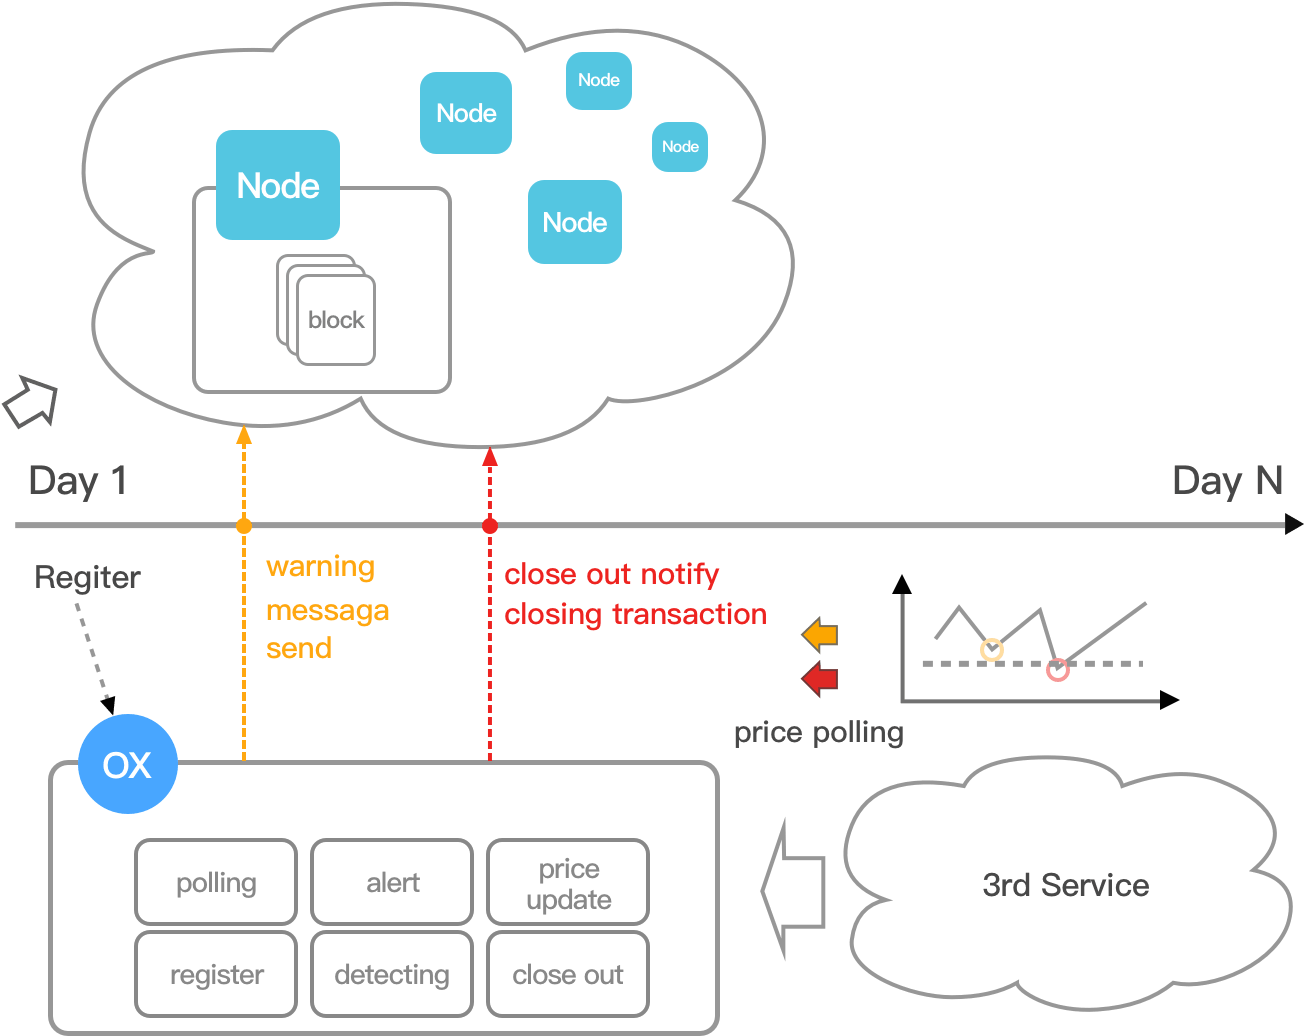 Node
Node
Node
Node
Node
block
Day 1
Day N
Regiter
warning
messaga
send
close out notify
closing transaction
price polling
OX
polling
alert
price
update
register
detecting
close out
3rd Service